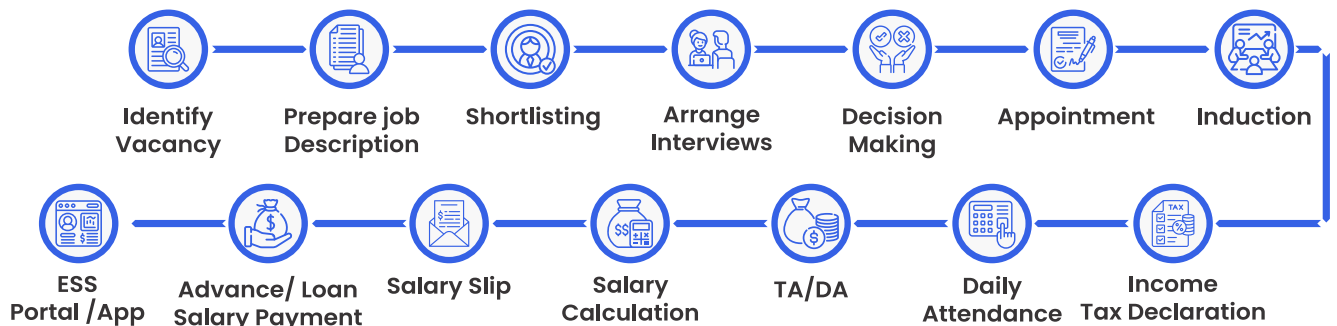 Identify
Vacancy
Prepare job
Description
Shortlisting
Arrange
Interviews
Decision
Making
Appointment
Induction
ESS
Portal /App
Advance/ Loan
Salary Payment
$
Salary Slip
$
Salary
Calculation
$$
TA/DA
$
Daily
Attendance
Income
Tax Declaration
TAX
%